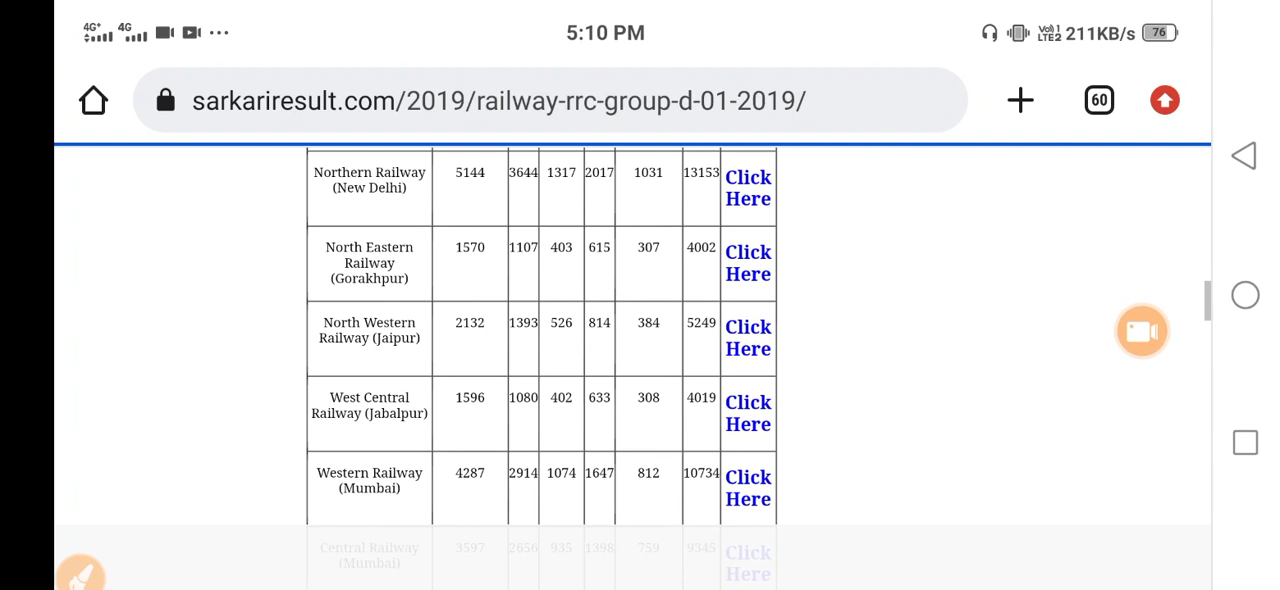 4G+ 4G 5:10 PM Vo) 1 LTE2 211KB/s 76
sarkariresult.com/2019/railway-rrc-group-d-01-2019/ 60
Northern Railway 5144 3644 1317 2017 1031 13153 Click
(New Delhi) Here
North Eastern 1570 1107 403 615 307 4002 Click
Railway Here
(Gorakhpur)
North Western 2132 1393 526 814 384 5249 Click
Railway (Jaipur) Here
West Central 1596 1080 402 633 308 4019 Click
Railway (Jabalpur) Here
Western Railway 4287 2914 1074 1647 812 10734 Click
(Mumbai) Here
Central Railway 3597 2656 935 1398 759 9345 Click
(Mumbai) Here